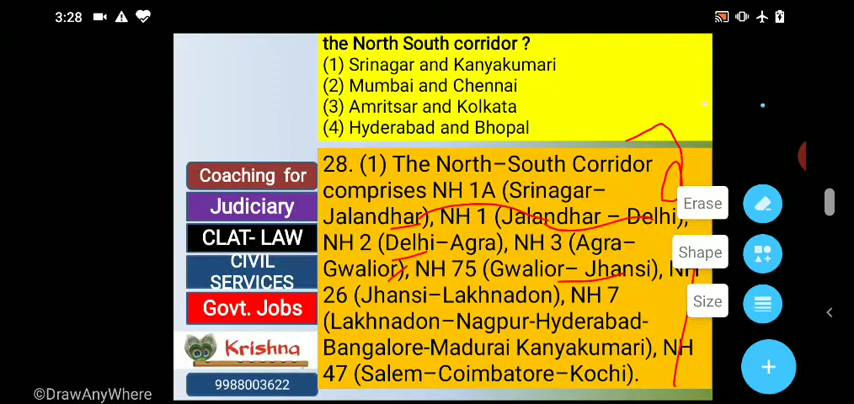 3:28
the North South corridor ?
(1) Srinagar and Kanyakumari
(2) Mumbai and Chennai
(3) Amritsar and Kolkata
(4) Hyderabad and Bhopal
28. (1) The North–South Corridor
comprises NH 1A (Srinagar–
Jalandhar), NH 1 (Jalandhar – Delhi),
NH 2 (Delhi–Agra), NH 3 (Agra–
Gwalior), NH 75 (Gwalior– Jhansi), NH
26 (Jhansi–Lakhnadon), NH 7
(Lakhnadon–Nagpur-Hyderabad-
Bangalore-Madurai Kanyakumari), NH
47 (Salem–Coimbatore–Kochi).
Coaching for
Judiciary
CLAT- LAW
CIVIL
SERVICES
Govt. Jobs
Krishna
9988003622
Erase
Shape
Size
©DrawAnyWhere